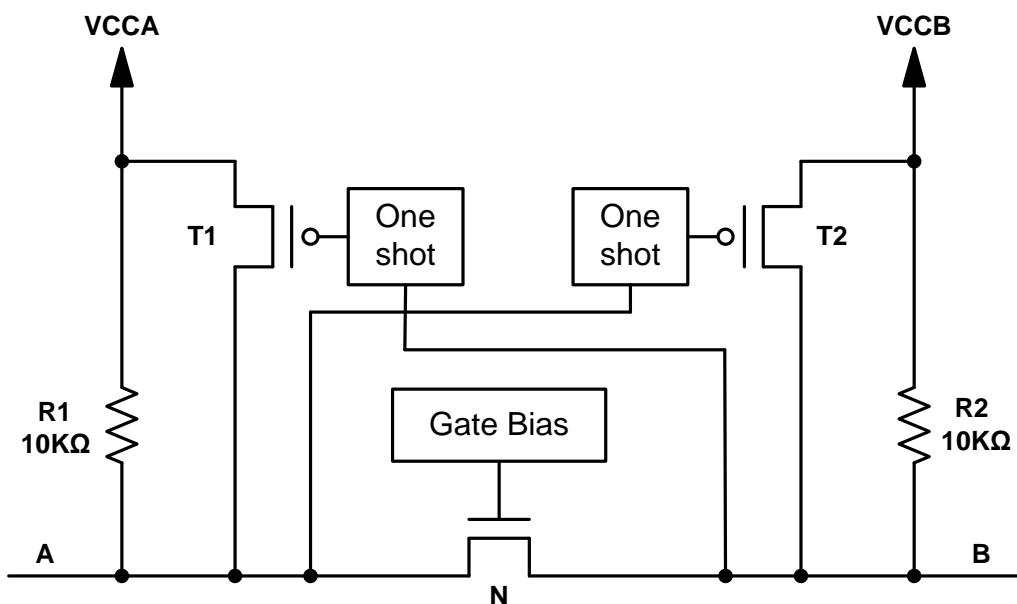 VCCA
VCCB
One
shot
One
shot
T1
T2
R1
10KΩ
Gate Bias
R2
10KΩ
A
B
N